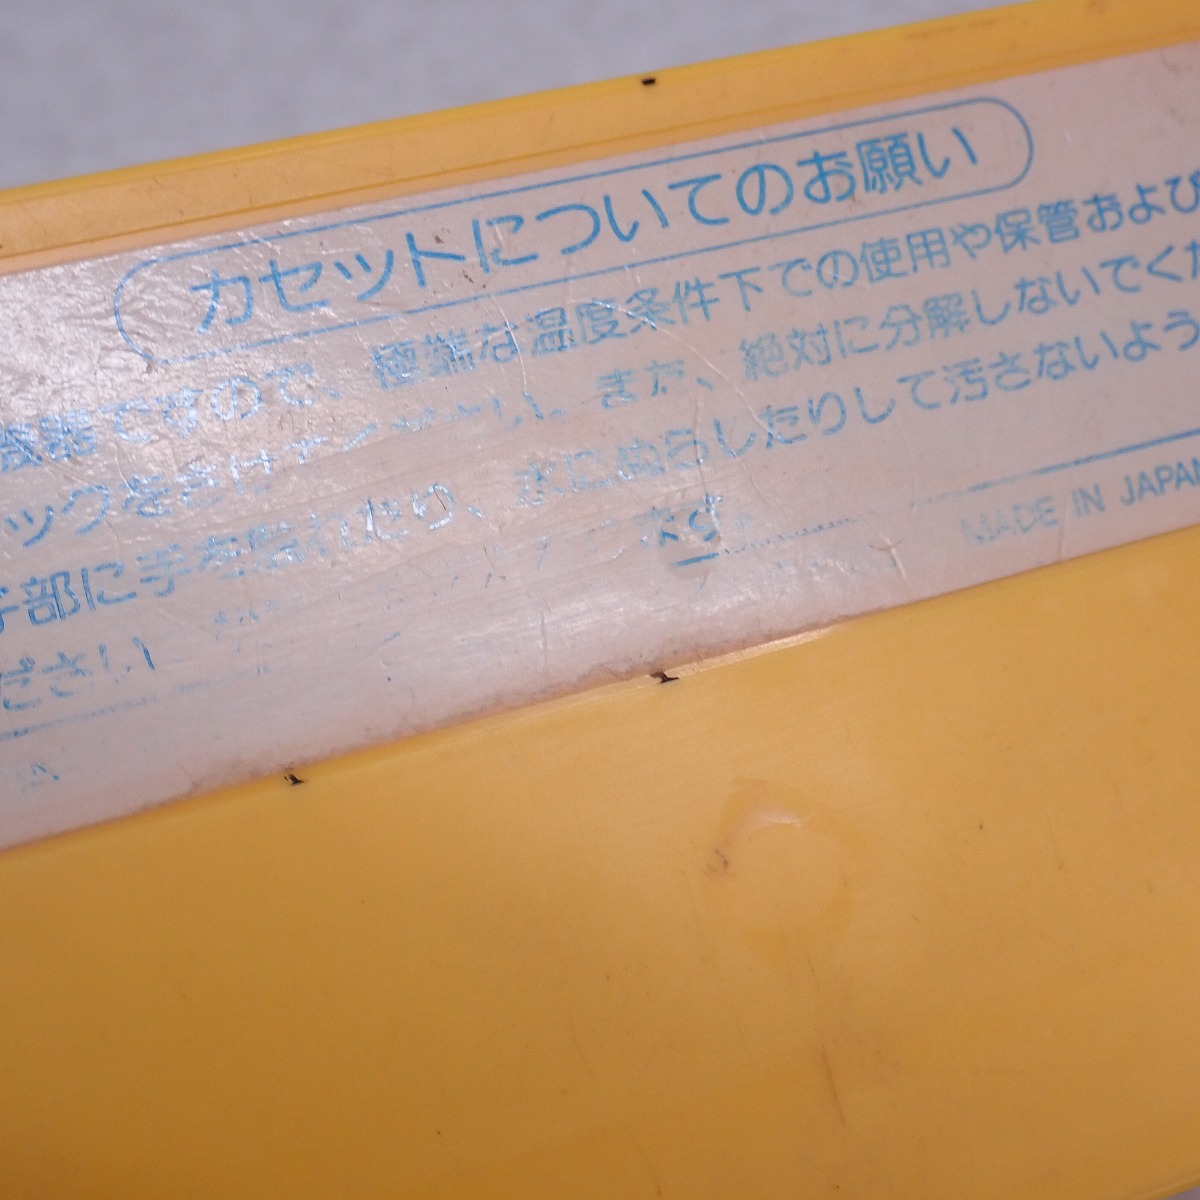 カセットについてのお願い
機器ですので、極端な温度条件下での使用や保管および
ックをさけてください。また、絶対に分解しないでくだ
子部に手を触れたり、水にぬらしたりして汚さないよう
ださい
ます。
MADE IN JAPAN